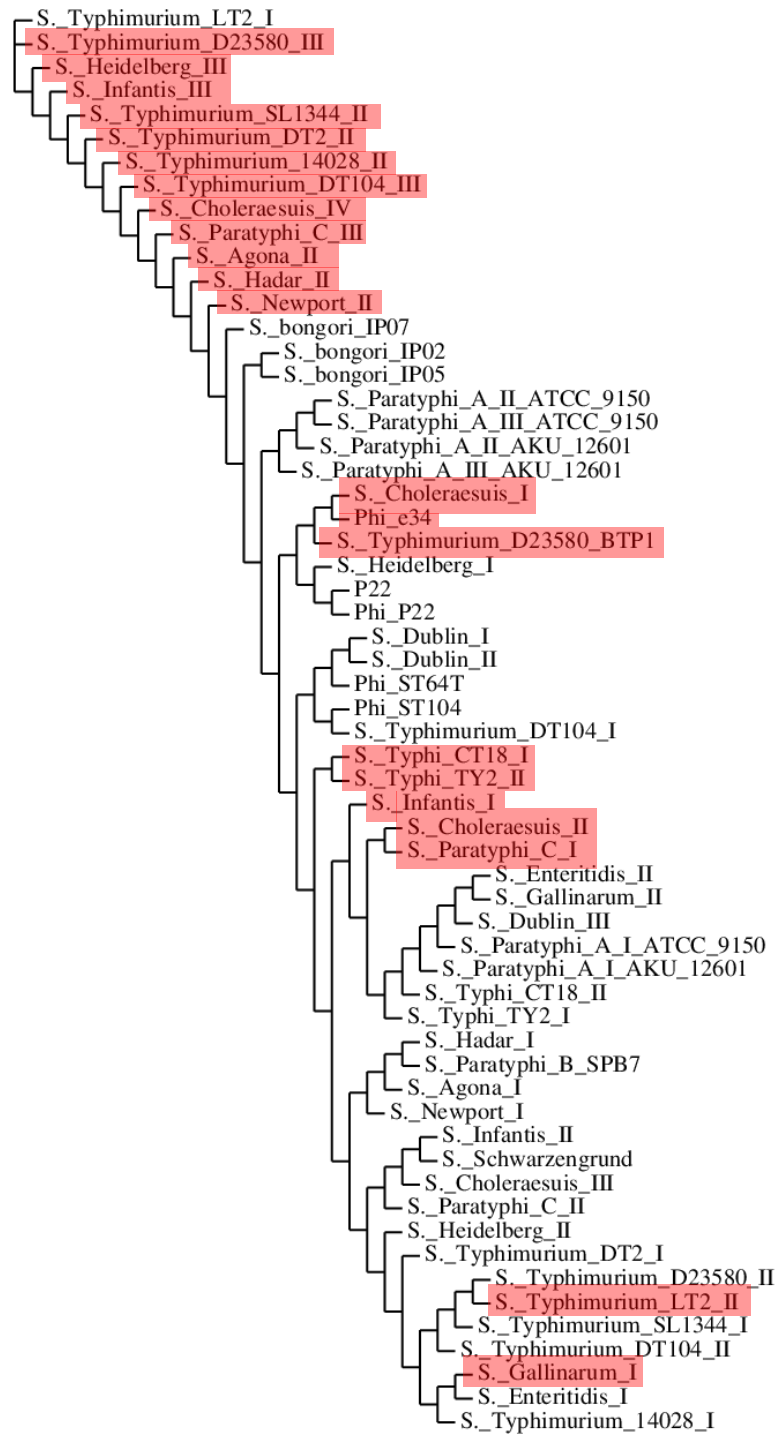 S._Typhimurium_LT2_I
S._Typhimurium_D23580_III
S._Heidelberg_III
S._Infantis_III
S._Typhimurium_SL1344_II
S._Typhimurium_DT2_II
S._Typhimurium_14028_II
S._Typhimurium_DT104_III
S._Choleraesuis_IV
S._Paratyphi_C_III
S._Agona_II
S._Hadar_II
S._Newport_II
S._bongori_IP07
S._bongori_IP02
S._bongori_IP05
S._Paratyphi_A_II_ATCC_9150
S._Paratyphi_A_III_ATCC_9150
S._Paratyphi_A_II_AKU_12601
S._Paratyphi_A_III_AKU_12601
S._Choleraesuis_I
Phi_e34
S._Typhimurium_D23580_BTP1
S._Heidelberg_I
P22
Phi_P22
S._Dublin_I
S._Dublin_II
Phi_ST64T
Phi_ST104
S._Typhimurium_DT104_I
S._Typhi_CT18_I
S._Typhi_TY2_II
S._Infantis_I
S._Choleraesuis_II
S._Paratyphi_C_I
S._Enteritidis_II
S._Gallinarum_II
S._Dublin_III
S._Paratyphi_A_I_ATCC_9150
S._Paratyphi_A_I_AKU_12601
S._Typhi_CT18_II
S._Typhi_TY2_I
S._Hadar_I
S._Paratyphi_B_SPB7
S._Agona_I
S._Newport_I
S._Infantis_II
S._Schwarzengrund
S._Choleraesuis_III
S._Paratyphi_C_II
S._Heidelberg_II
S._Typhimurium_DT2_I
S._Typhimurium_D23580_II
S._Typhimurium_LT2_II
S._Typhimurium_SL1344_I
S._Typhimurium_DT104_II
S._Gallinarum_I
S._Enteritidis_I
S._Typhimurium_14028_I